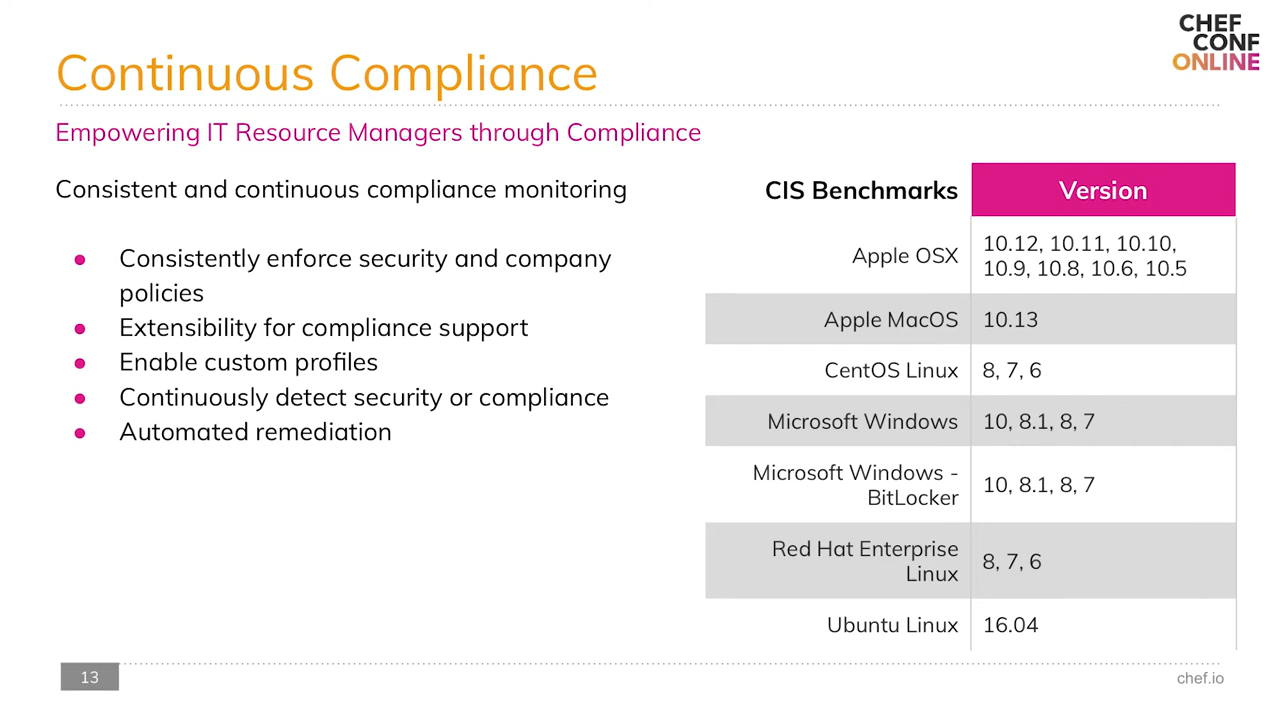 CHEF
CONF
ONLINE
Continuous Compliance
Empowering IT Resource Managers through Compliance
Consistent and continuous compliance monitoring
● Consistently enforce security and company
policies
● Extensibility for compliance support
● Enable custom profiles
● Continuously detect security or compliance
● Automated remediation
CIS Benchmarks Version
Apple OSX 10.12, 10.11, 10.10,
10.9, 10.8, 10.6, 10.5
Apple MacOS 10.13
CentOS Linux 8, 7, 6
Microsoft Windows 10, 8.1, 8, 7
Microsoft Windows -
BitLocker 10, 8.1, 8, 7
Red Hat Enterprise
Linux 8, 7, 6
Ubuntu Linux 16.04
13
chef.io